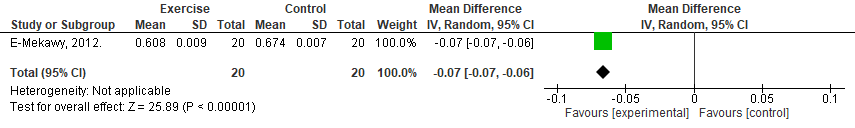 Exercise Control Mean Difference Mean Difference
Study or Subgroup Mean SD Total Mean SD Total Weight IV, Random, 95% CI IV, Random, 95% CI
E-Mekawy, 2012. 0.608 0.009 20 0.674 0.007 20 100.0% -0.07 [-0.07, -0.06]
Total (95% CI) 20 20 100.0% -0.07 [-0.07, -0.06]
Heterogeneity: Not applicable
Test for overall effect: Z = 25.89 (P < 0.00001)
-0.1 -0.05 0 0.05 0.1
Favours [experimental] Favours [control]